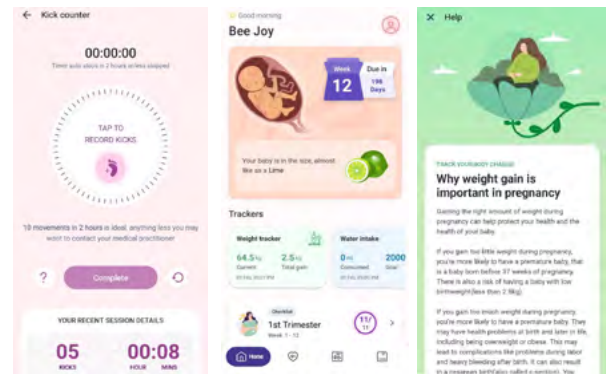 Kick counter
00:00:00
Timer auto stops in 2 hours unless stopped
TAP TO
RECORD KICKS
10 movements in 2 hours is ideal, anything less you may
want to contact your medical practitioner
?
Complete
YOUR RECENT SESSION DETAILS
05
00:08
KICKS
HOUR
MINS
Good morning
Bee Joy
Week
12
Due in
198
Days
Your baby is in the size, almost
like as a Lime
Trackers
Weight tracker
64.5
2.5
Current
Total gain
Water intake
0
2000
Consumed
Goal
Checklist
1st Trimester
Week 1 - 12
11/
11
Home
Help
Why weight gain is
important in pregnancy
Gaining the right amount of weight during
pregnancy can help protect your health and the
health of your baby.
If you gain too little weight during pregnancy,
you're more likely to have a premature baby, that
is a baby born before 37 weeks of pregnancy.
There is also a risk of having a baby with low
birthweight(less than 2.5kg).
If you gain too much weight during pregnancy,
you're more likely to have a premature baby. They
may have health problems at birth and later in life,
including being overweight or obese. This may
lead to complications like problems during labor
and heavy bleeding after birth. It can also result